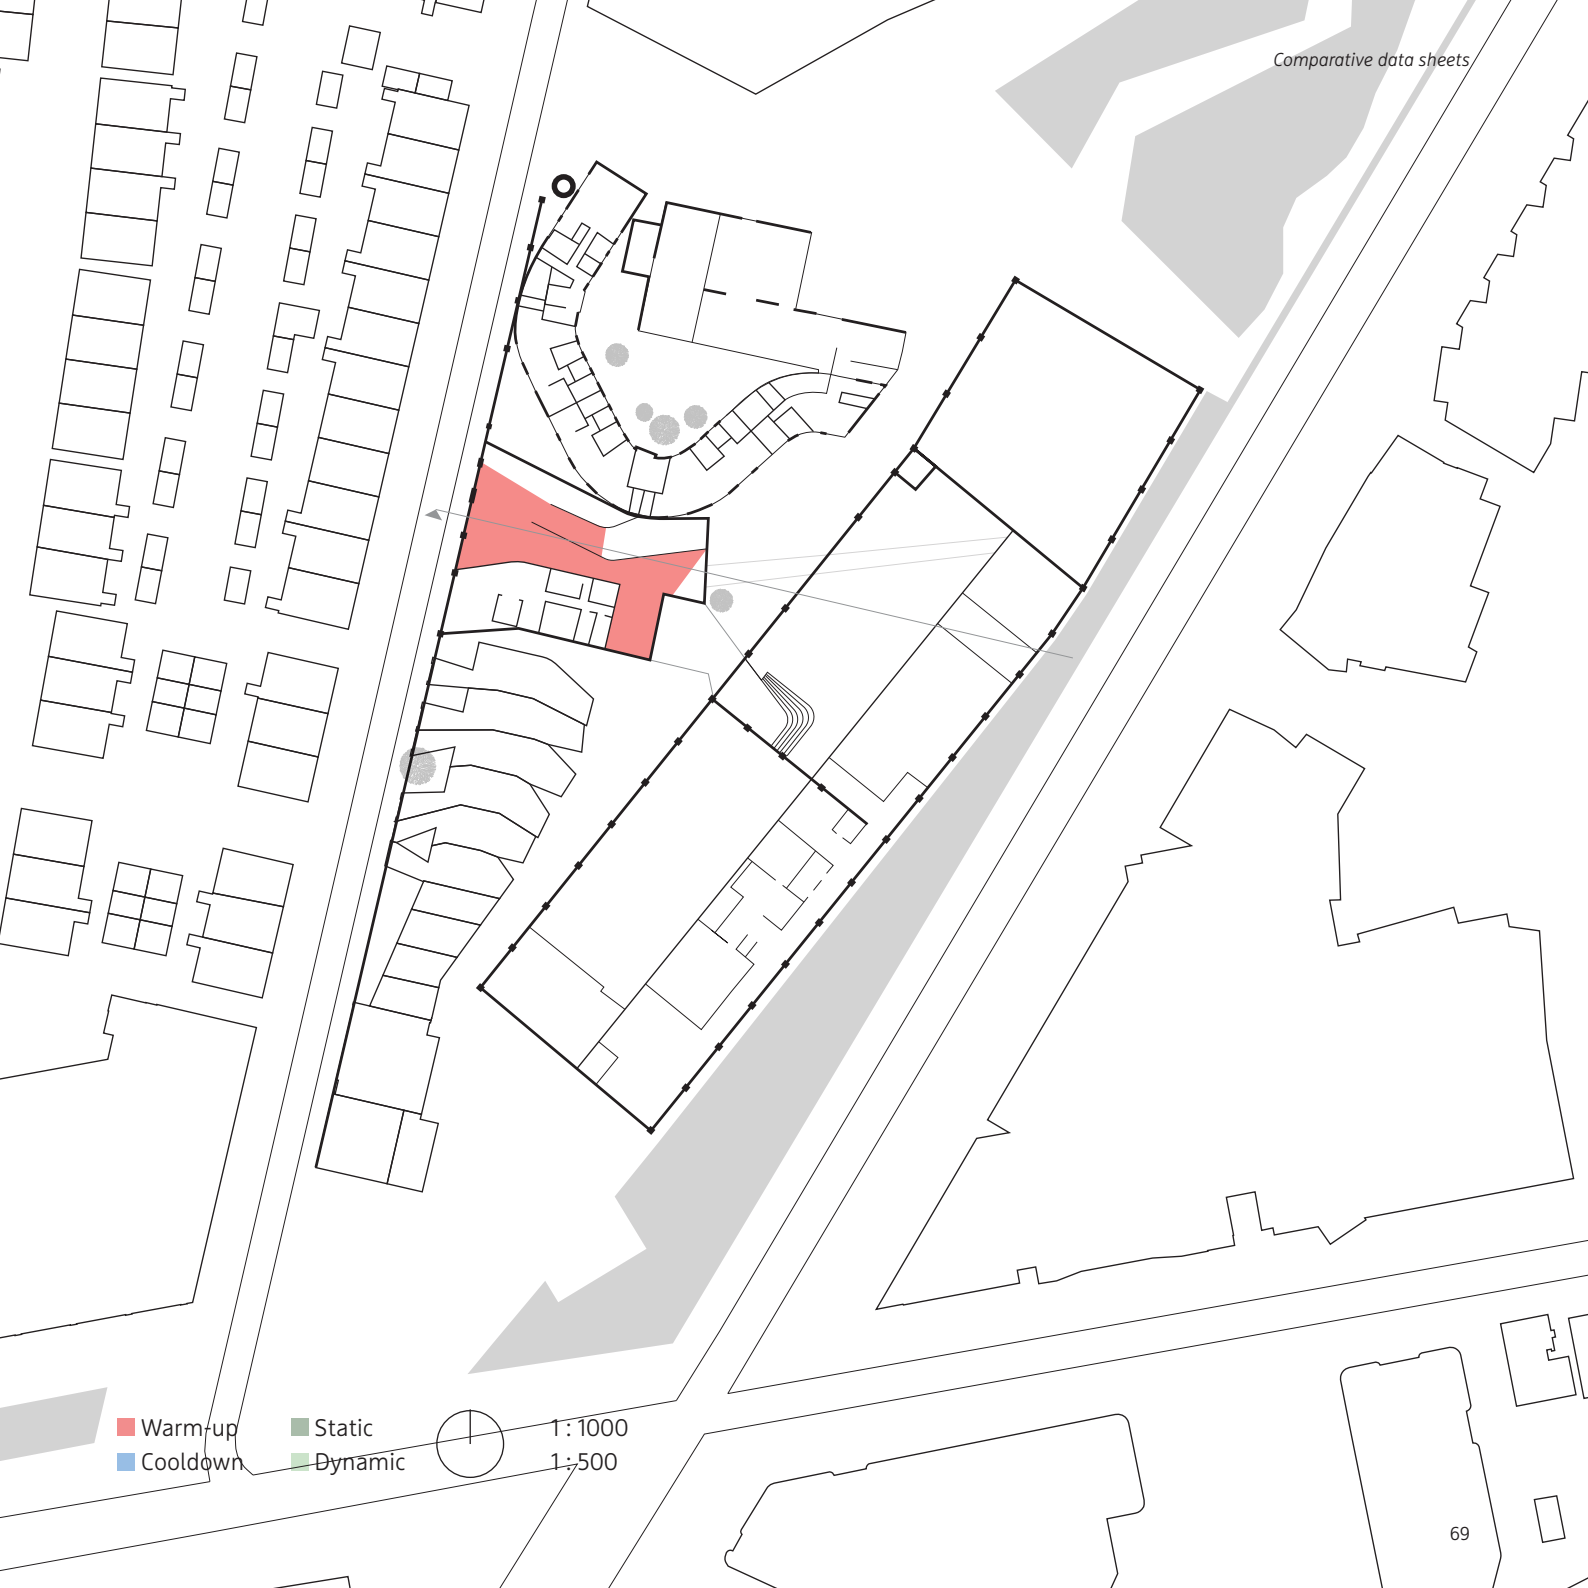 Comparative data sheets
Warm-up
Static
1 : 1000
Cooldown
Dynamic
1 : 500
69